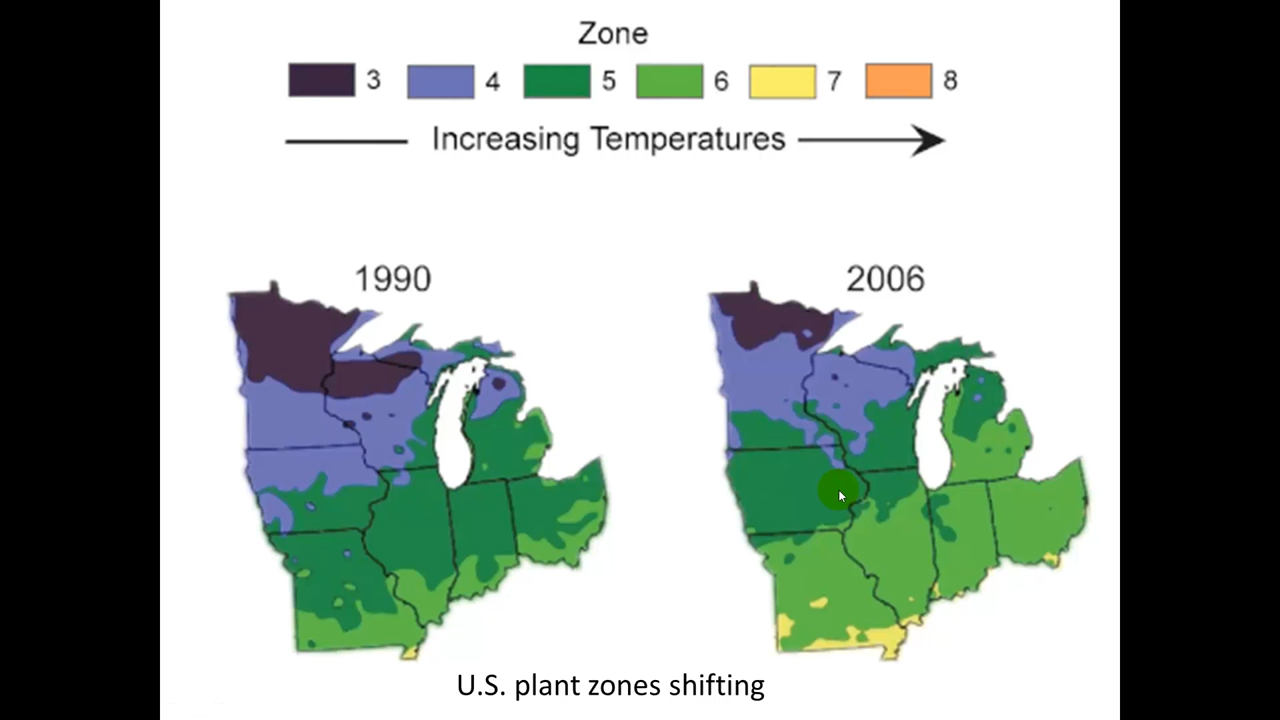 Zone
3 4 5 6 7 8
Increasing Temperatures
1990 2006
U.S. plant zones shifting